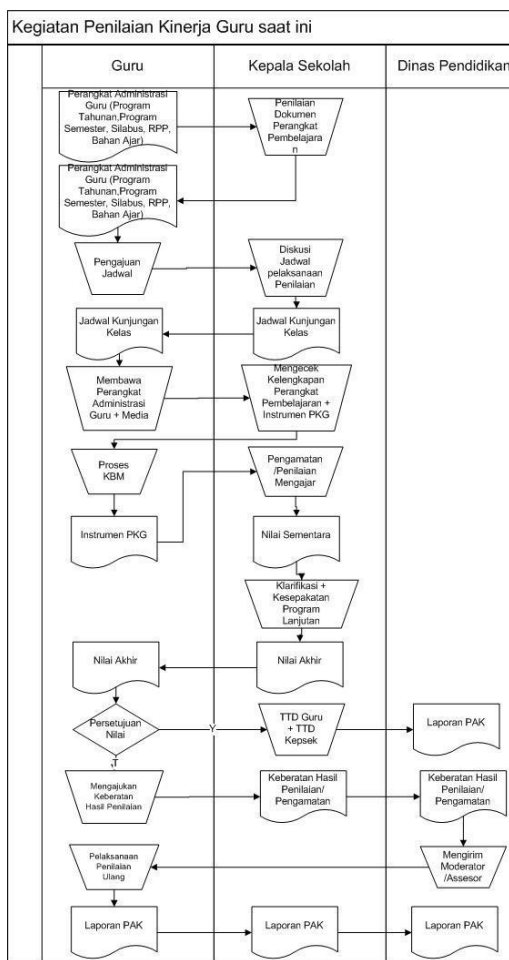 Kegiatan Penilaian Kinerja Guru saat ini
Guru
Kepala Sekolah
Dinas Pendidikan
Perangkat Administrasi
Guru (Program
Tahunan,Program
Semester, Silabus, RPP,
Bahan Ajar)
Penilaian
Dokumen
Perangkat
Pembelajara
n
Perangkat Administrasi
Guru (Program
Tahunan,Program
Semester, Silabus, RPP,
Bahan Ajar)
Pengajuan
Jadwal
Diskusi
Jadwal
pelaksanaan
Penilaian
Jadwal Kunjungan
Kelas
Jadwal Kunjungan
Kelas
Membawa
Perangkat
Administrasi
Guru + Media
Mengecek
Kelengkapan
Perangkat
Pembelajaran +
Instrumen PKG
Proses
KBM
Pengamatan
/Penilaian
Mengajar
Instrumen PKG
Nilai Sementara
Klarifikasi +
Kesepakatan
Program
Lanjutan
Nilai Akhir
Nilai Akhir
Persetujuan
Nilai
Y
TTD Guru
+ TTD
Kepsek
Laporan PAK
T
Mengajukan
Keberatan
Hasil Penilaian
Keberatan Hasil
Penilaian/
Pengamatan
Keberatan Hasil
Penilaian/
Pengamatan
Pelaksanaan
Penilaian
Ulang
Mengirim
Moderator
/Assesor
Laporan PAK
Laporan PAK
Laporan PAK